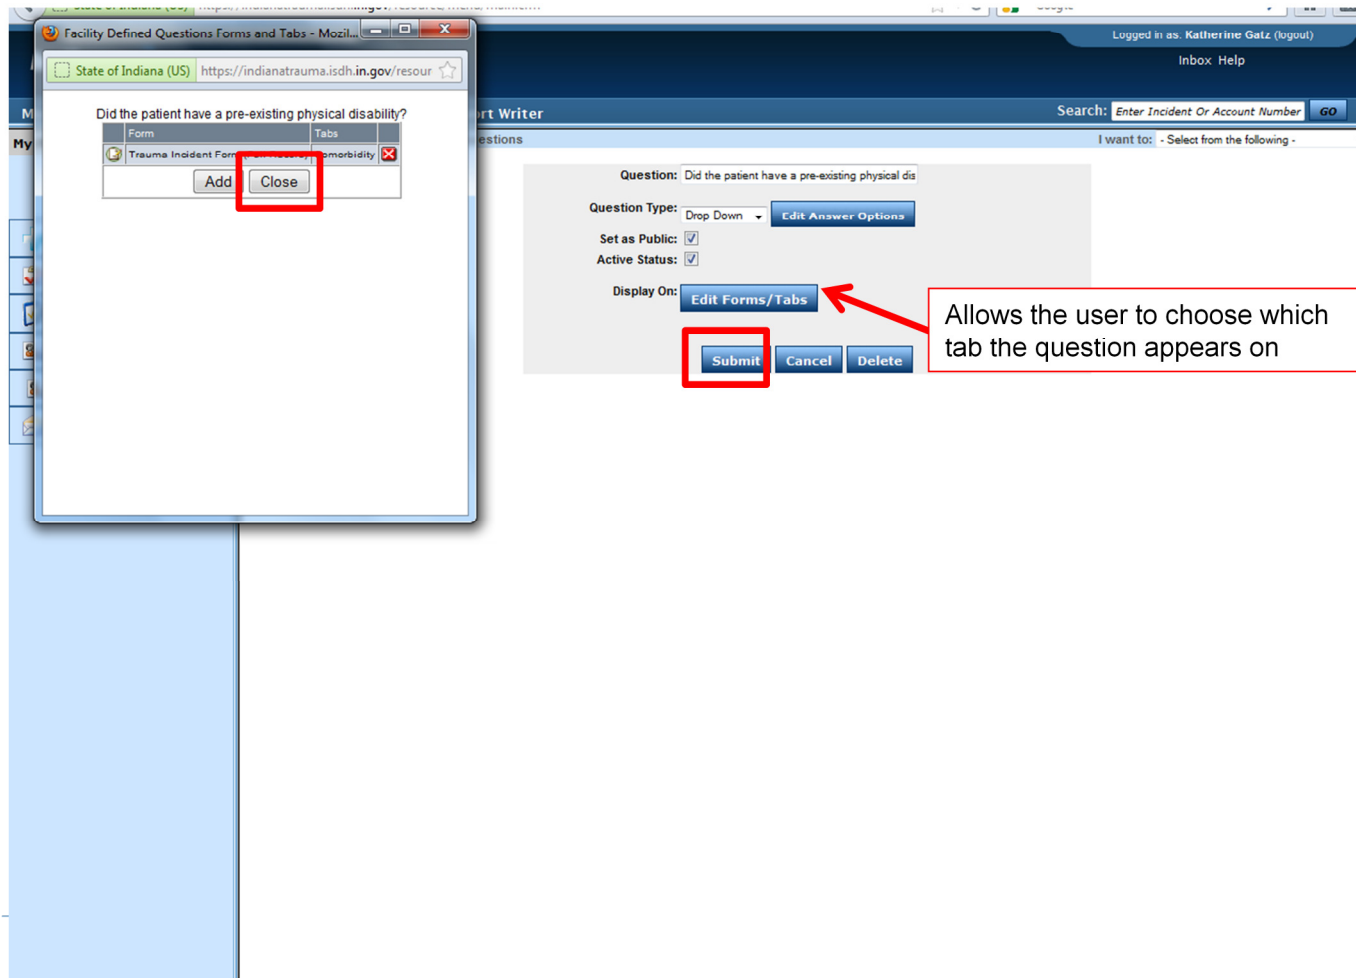 Facility Defined Questions Forms and Tabs - Mozil...
State of Indiana (US) https://indianatrauma.isdh.in.gov/resour
Did the patient have a pre-existing physical disability?
Form Tabs
Trauma Incident Form
Add Close
Logged in as: Katherine Gatz (logout)
Inbox Help
Writer
Search: Enter Incident Or Account Number GO
My
I want to: - Select from the following -
Question: Did the patient have a pre-existing physical dis
Question Type: Drop Down Edit Answer Options
Set as Public:
Active Status:
Display On: Edit Forms/Tabs
Submit Cancel Delete
Allows the user to choose which
tab the question appears on